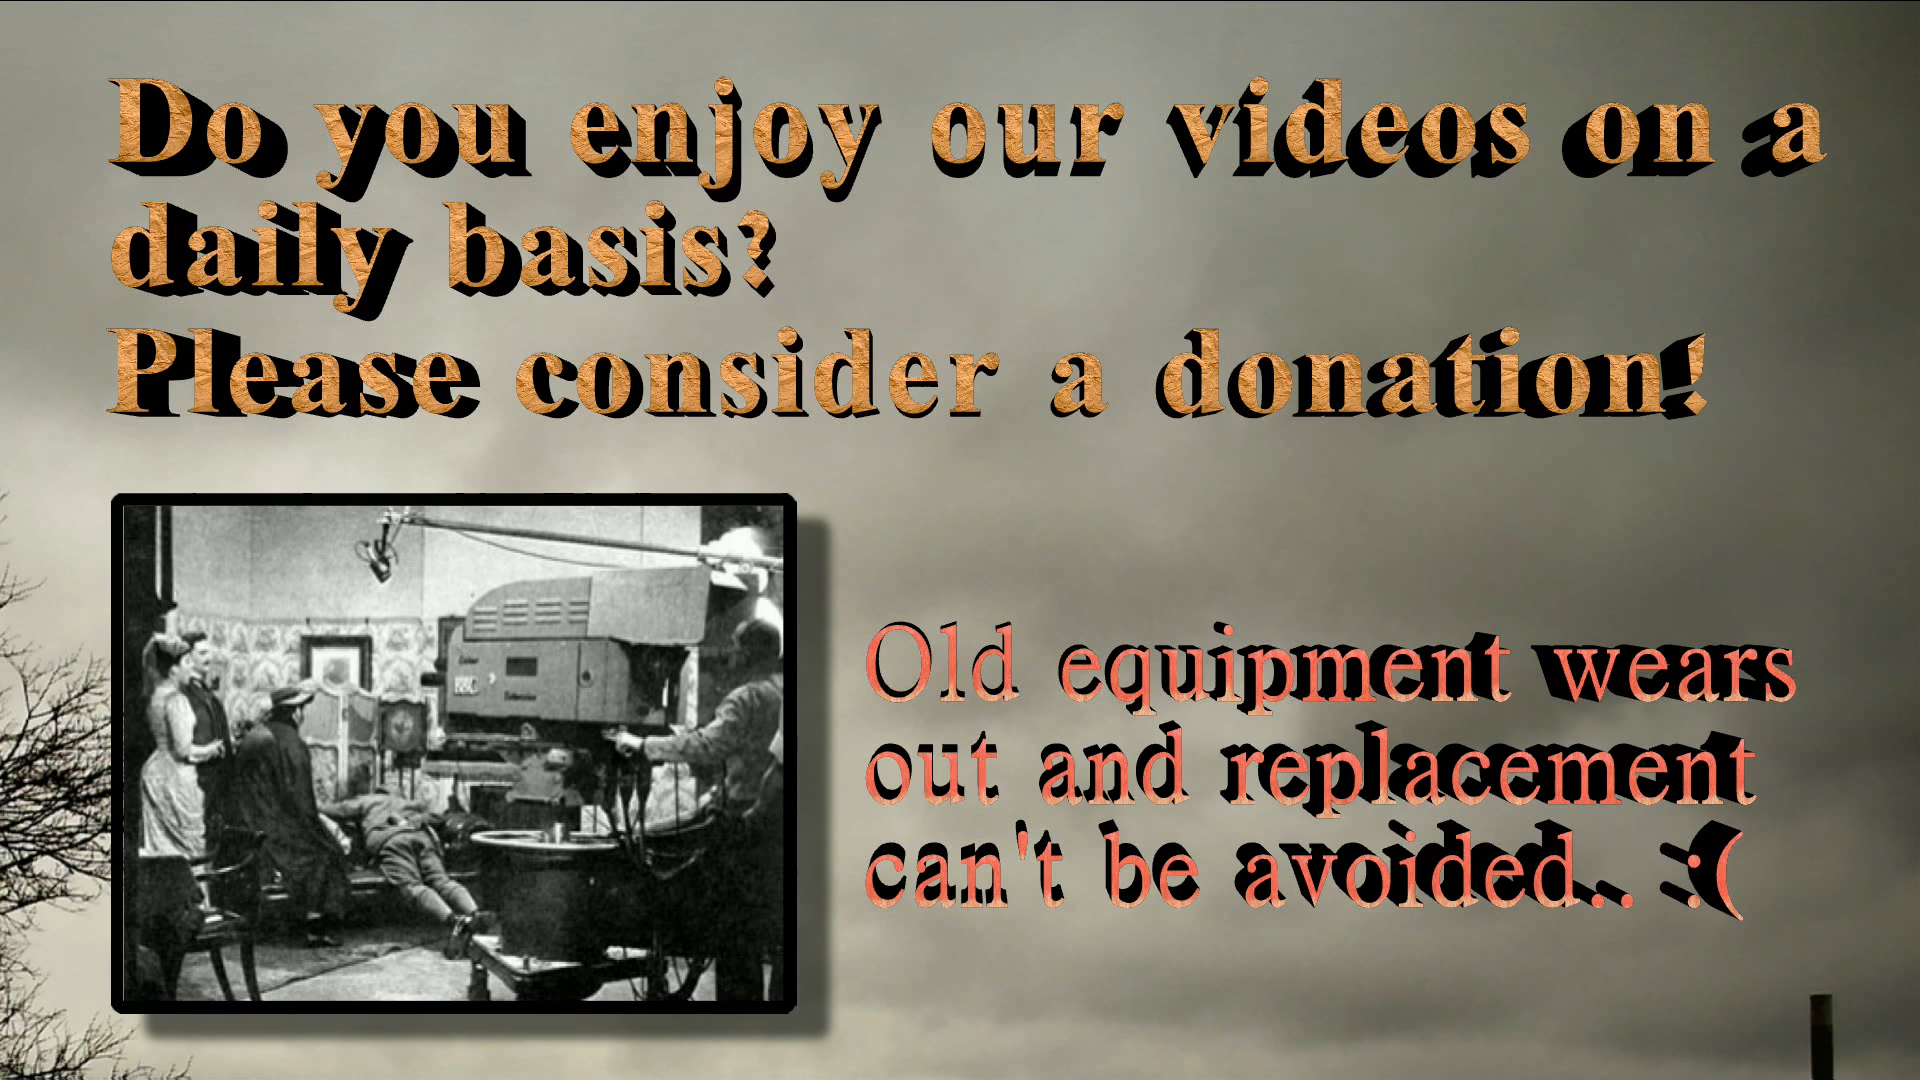 Do you enjoy our videos on a
daily basis?
Please consider a donation!
Old equipment wears
out and replacement
can't be avoided.. :(
BBC